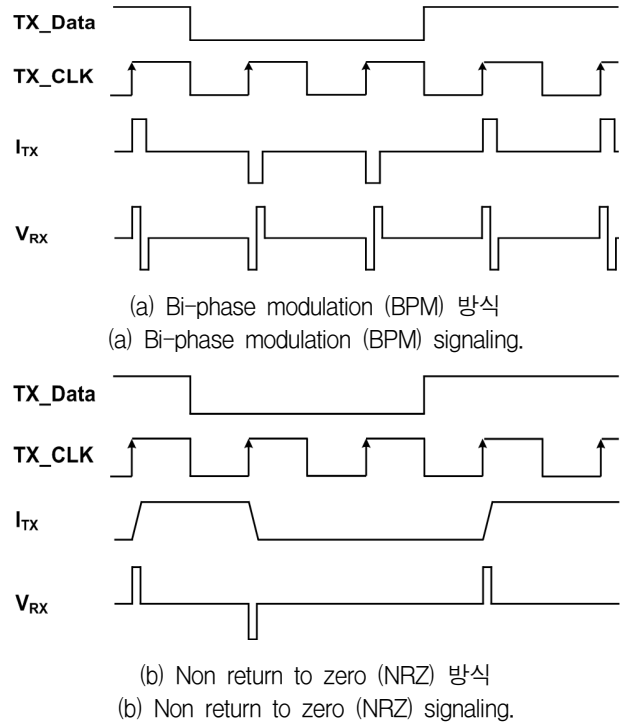 TX_Data
TX_CLK
ITX
VRX
(a) Bi-phase modulation (BPM) 방식
(a) Bi-phase modulation (BPM) signaling.
TX_Data
TX_CLK
ITX
VRX
(b) Non return to zero (NRZ) 방식
(b) Non return to zero (NRZ) signaling.